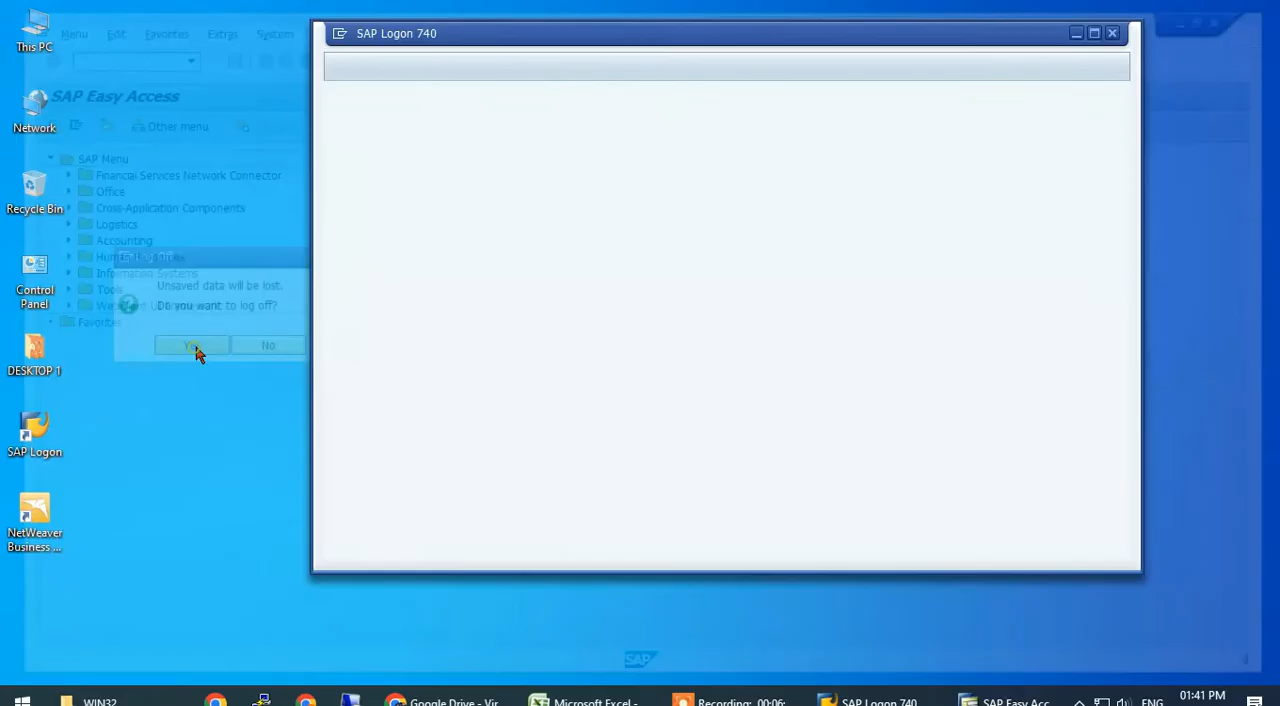 This PC
Network
Recycle Bin
Control
Panel
DESKTOP 1
SAP Logon
NetWeaver
Business ...
Menu Edit Favorites Extras System
SAP Easy Access
Other menu
SAP Menu
Financial Services Network Connector
Office
Cross-Application Components
Logistics
Accounting
Information Systems
Tools
Unsaved data will be lost.
Do you want to log off?
No
SAP Logon 740
SAP
WIN32
Google Drive - Vir
Microsoft Excel -
Recording: 00:06:
SAP Logon 740
SAP Easy Acc
ENG
01:41 PM